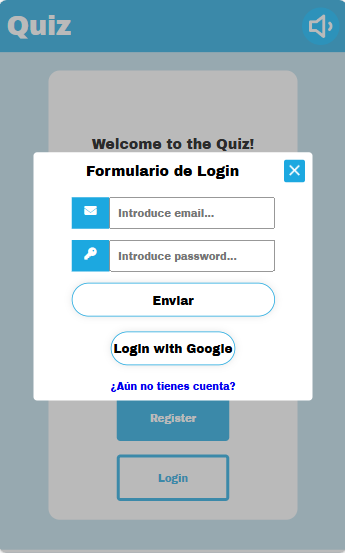 Quiz
Welcome to the Quiz!
Formulario de Login
Introduce email...
Introduce password...
Enviar
Login with Google
¿Aún no tienes cuenta?
Register
Login